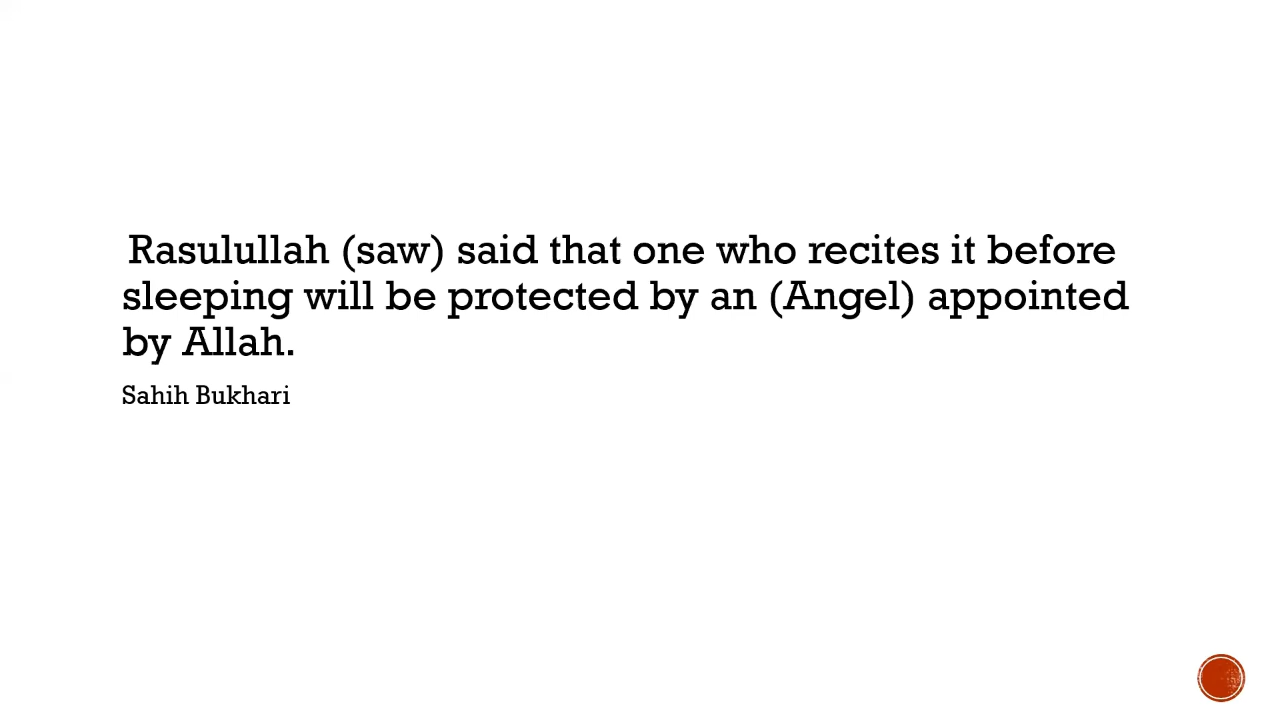 Rasulullah (saw) said that one who recites it before
sleeping will be protected by an (Angel) appointed
by Allah.
Sahih Bukhari